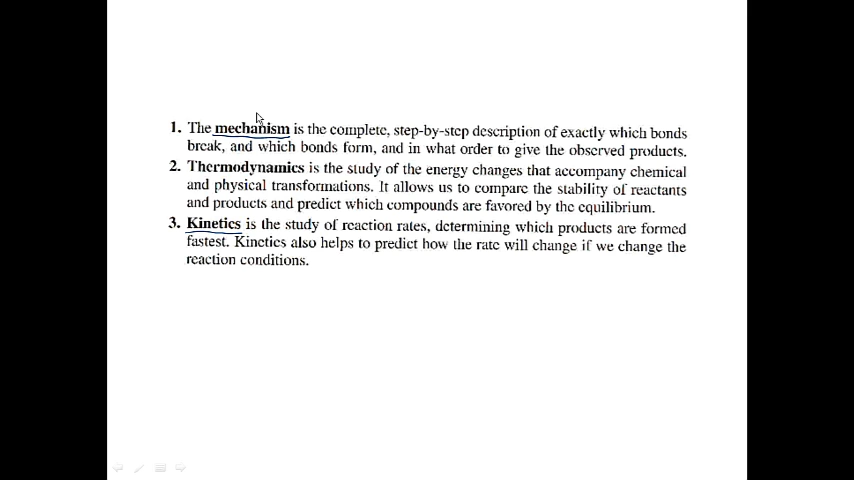 1. The mechanism is the complete, step-by-step description of exactly which bonds
break, and which bonds form, and in what order to give the observed products.
2. Thermodynamics is the study of the energy changes that accompany chemical
and physical transformations. It allows us to compare the stability of reactants
and products and predict which compounds are favored by the equilibrium.
3. Kinetics is the study of reaction rates, determining which products are formed
fastest. Kinetics also helps to predict how the rate will change if we change the
reaction conditions.